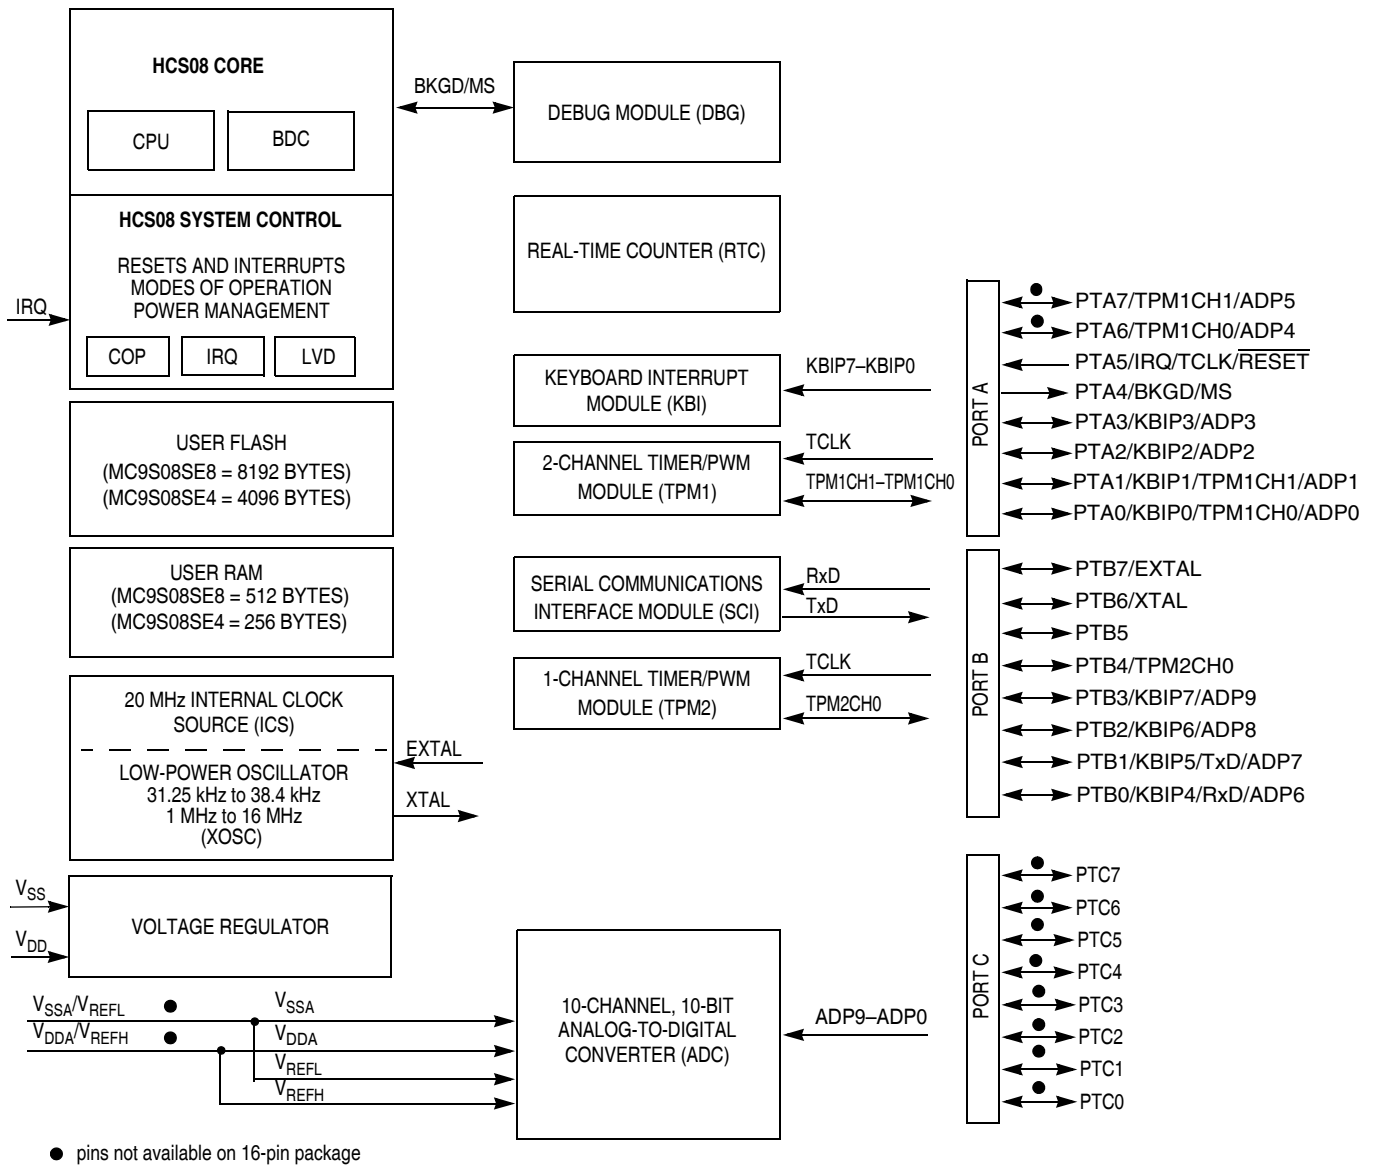 HCS08 CORE
CPU
BDC
BKGD/MS
DEBUG MODULE (DBG)
HCS08 SYSTEM CONTROL
RESETS AND INTERRUPTS
MODES OF OPERATION
POWER MANAGEMENT
IRQ
COP
IRQ
LVD
REAL-TIME COUNTER (RTC)
KEYBOARD INTERRUPT
MODULE (KBI)
KBIP7–KBIP0
USER FLASH
(MC9S08SE8 = 8192 BYTES)
(MC9S08SE4 = 4096 BYTES)
2-CHANNEL TIMER/PWM
MODULE (TPM1)
TCLK
TPM1CH1–TPM1CH0
USER RAM
(MC9S08SE8 = 512 BYTES)
(MC9S08SE4 = 256 BYTES)
SERIAL COMMUNICATIONS
INTERFACE MODULE (SCI)
RxD
TxD
20 MHz INTERNAL CLOCK
SOURCE (ICS)
LOW-POWER OSCILLATOR
31.25 kHz to 38.4 kHz
1 MHz to 16 MHz
(XOSC)
EXTAL
XTAL
1-CHANNEL TIMER/PWM
MODULE (TPM2)
TCLK
TPM2CH0
VSS
VDD
VOLTAGE REGULATOR
VSSA/VREFL
VDDA/VREFH
VSSA
VDDA
VREFL
VREFH
10-CHANNEL, 10-BIT
ANALOG-TO-DIGITAL
CONVERTER (ADC)
ADP9–ADP0
PORT A
PTA7/TPM1CH1/ADP5
PTA6/TPM1CH0/ADP4
PTA5/IRQ/TCLK/RESET
PTA4/BKGD/MS
PTA3/KBIP3/ADP3
PTA2/KBIP2/ADP2
PTA1/KBIP1/TPM1CH1/ADP1
PTA0/KBIP0/TPM1CH0/ADP0
PORT B
PTB7/EXTAL
PTB6/XTAL
PTB5
PTB4/TPM2CH0
PTB3/KBIP7/ADP9
PTB2/KBIP6/ADP8
PTB1/KBIP5/TxD/ADP7
PTB0/KBIP4/RxD/ADP6
PORT C
PTC7
PTC6
PTC5
PTC4
PTC3
PTC2
PTC1
PTC0
● pins not available on 16-pin package